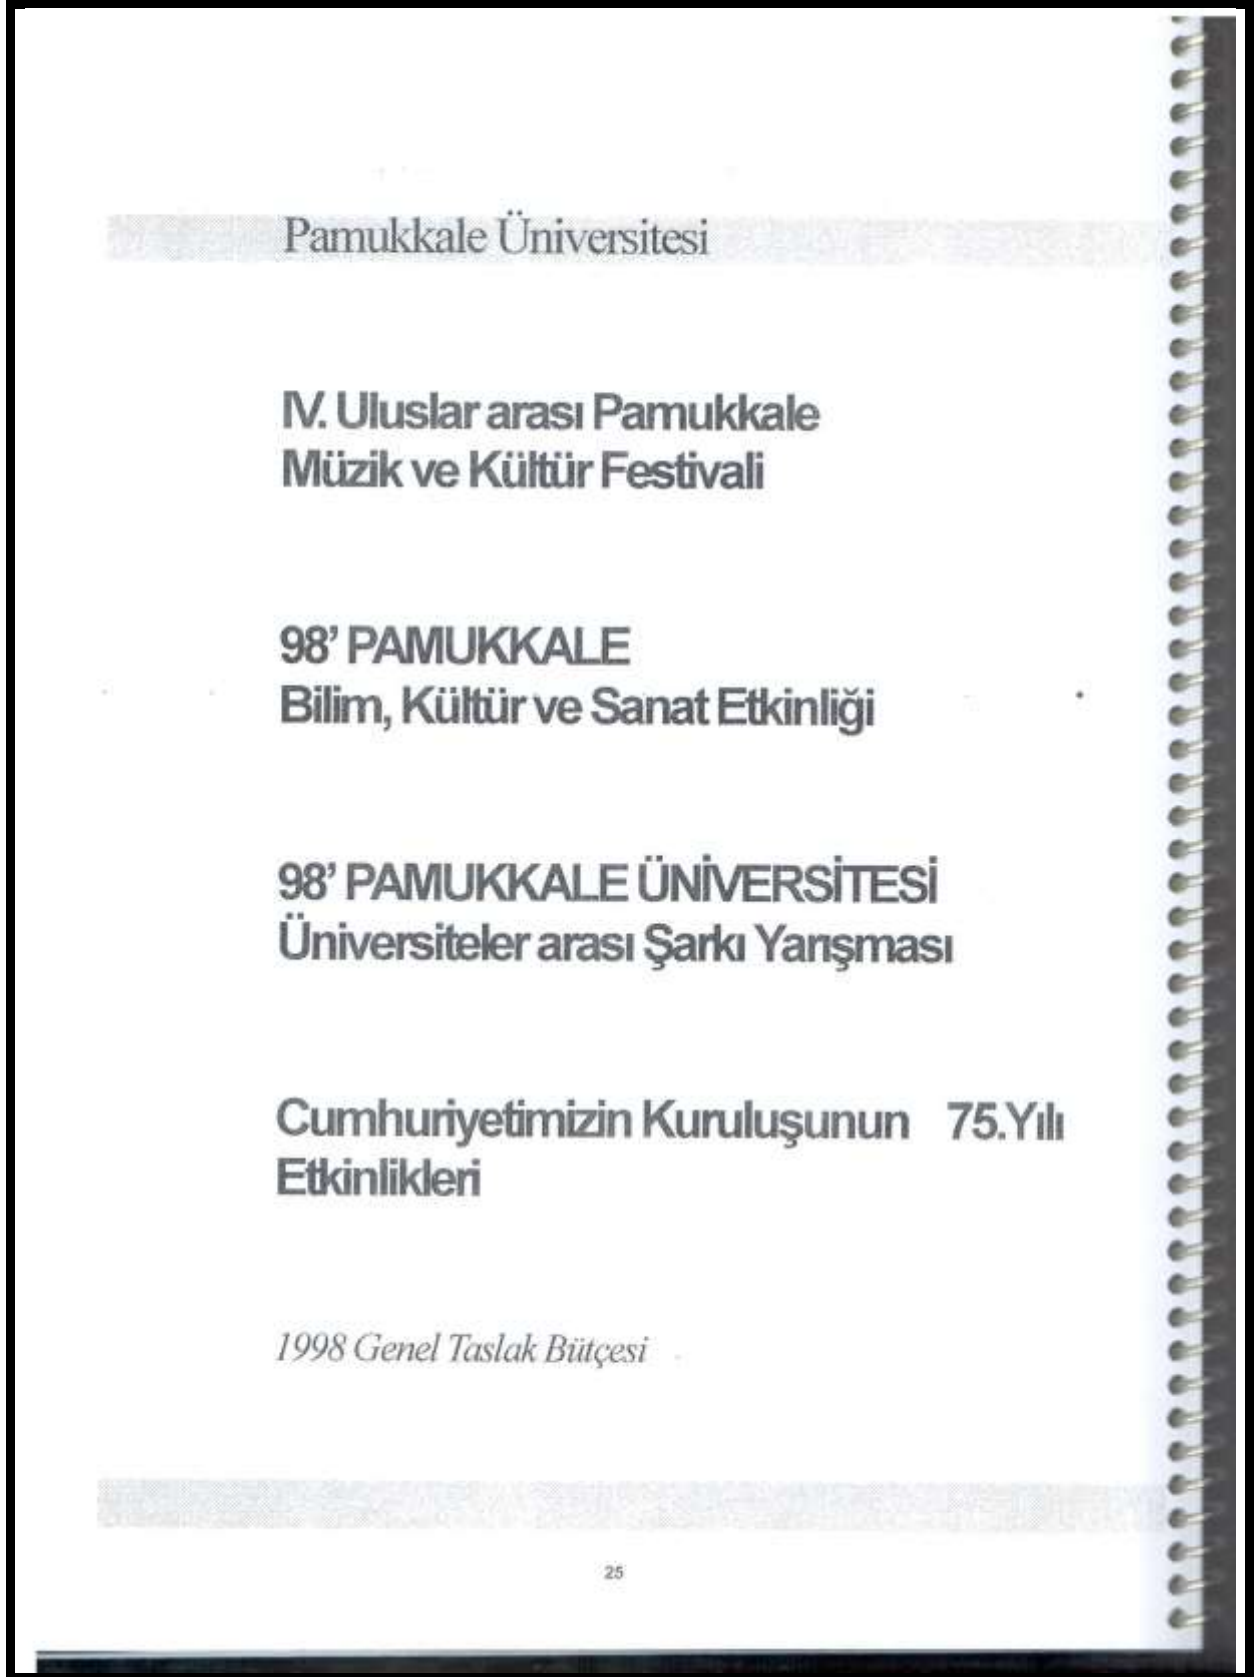 Pamukkale Üniversitesi
IV. Uluslar arası Pamukkale
Müzik ve Kültür Festivali
98' PAMUKKALE
Bilim, Kültür ve Sanat Etkinliği
98' PAMUKKALE ÜNİVERSİTESİ
Üniversiteler arası Şarkı Yarışması
Cumhuriyetimizin Kuruluşunun 75.Yılı
Etkinlikleri
1998 Genel Taslak Bütçesi
25